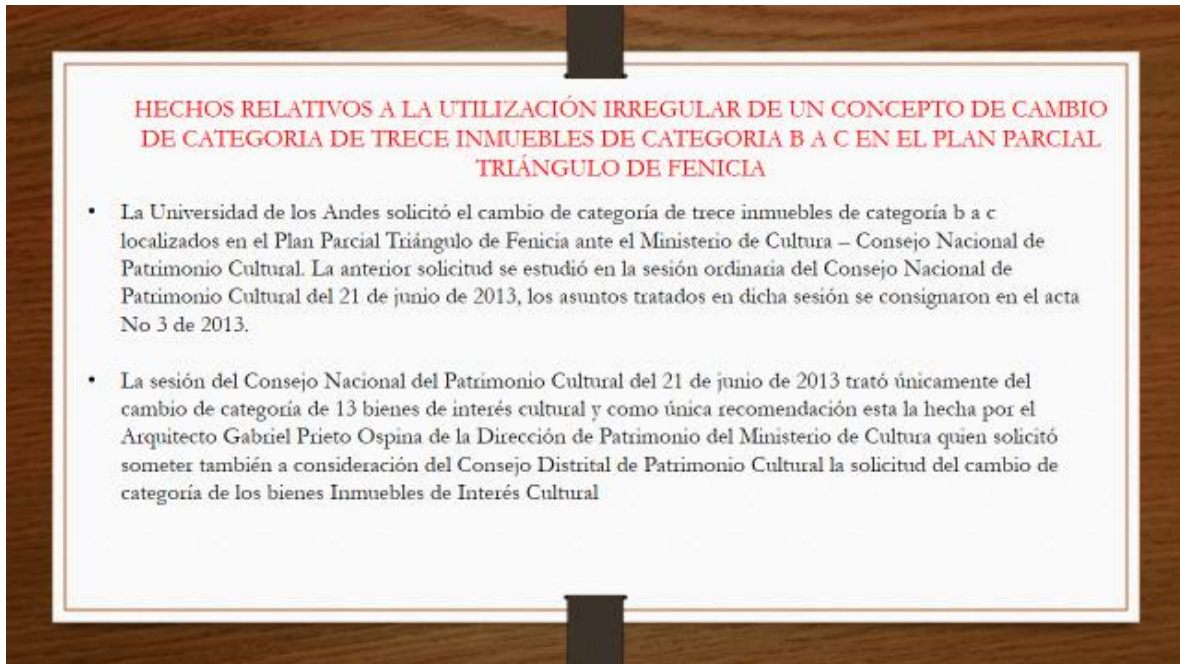 HECHOS RELATIVOS A LA UTILIZACIÓN IRREGULAR DE UN CONCEPTO DE CAMBIO
DE CATEGORIA DE TRECE INMUEBLES DE CATEGORIA B A C EN EL PLAN PARCIAL
TRIÁNGULO DE FENICIA
• La Universidad de los Andes solicitó el cambio de categoría de trece inmuebles de categoría b a c
localizados en el Plan Parcial Triángulo de Fenicia ante el Ministerio de Cultura – Consejo Nacional de
Patrimonio Cultural. La anterior solicitud se estudió en la sesión ordinaria del Consejo Nacional de
Patrimonio Cultural del 21 de junio de 2013, los asuntos tratados en dicha sesión se consignaron en el acta
No 3 de 2013.
• La sesión del Consejo Nacional del Patrimonio Cultural del 21 de junio de 2013 trató únicamente del
cambio de categoría de 13 bienes de interés cultural y como única recomendación esta la hecha por el
Arquitecto Gabriel Prieto Ospina de la Dirección de Patrimonio del Ministerio de Cultura quien solicitó
someter también a consideración del Consejo Distrital de Patrimonio Cultural la solicitud del cambio de
categoría de los bienes Inmuebles de Interés Cultural